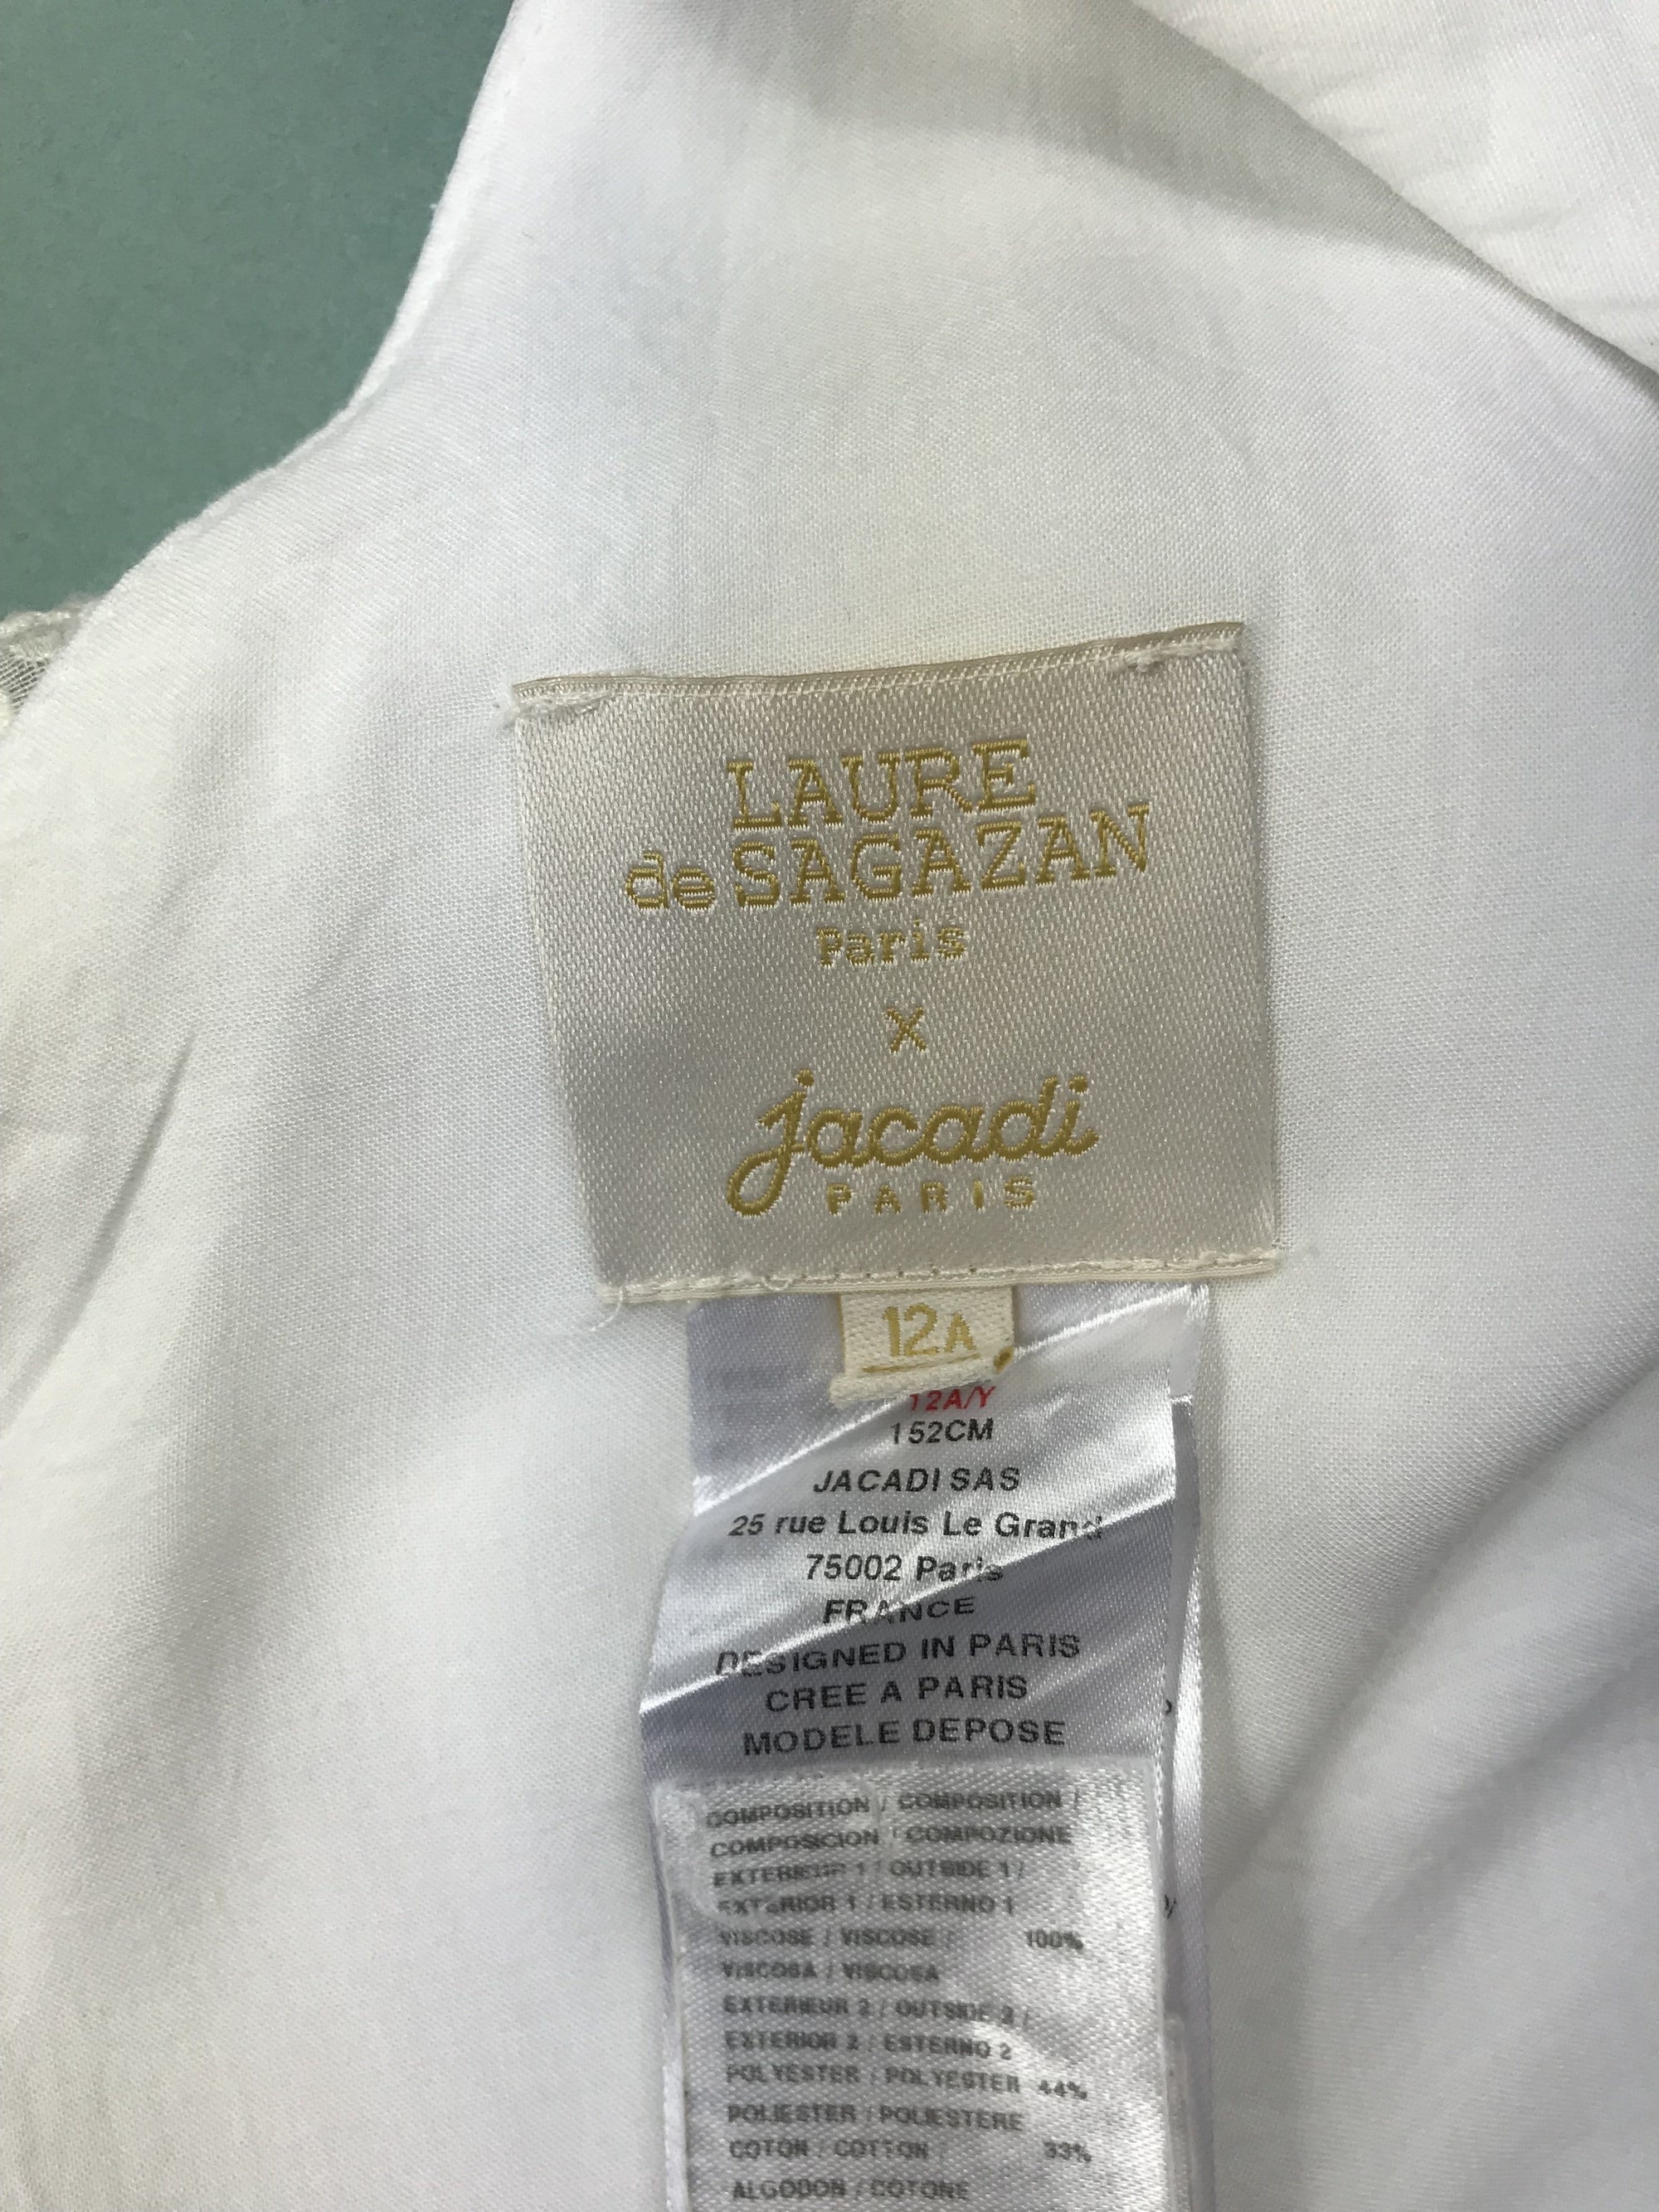 LAURE
de SAGAZAN
Paris
X
jacadi
PARIS
12A
12A/Y
152CM
JACADI SAS
25 rue Louis Le Grand
75002 Paris
FRANCE
DESIGNED IN PARIS
CREE A PARIS
MODELE DEPOSE
COMPOSITION / COMPOSITION /
COMPOSICION / COMPOZIONE
EXTERIEUR 1 / OUTSIDE 1 /
EXTERIOR 1 / ESTERNO 1
VISCOSE / VISCOSE / 100%
VISCOSA / VISCOSA
EXTERIEUR 2 / OUTSIDE 2 /
EXTERIOR 2 / ESTERNO 2
POLYESTER / POLYESTER 44%
POLIESTER / POLIESTERE
COTON / COTTON / 33%
ALGODON / COTONE